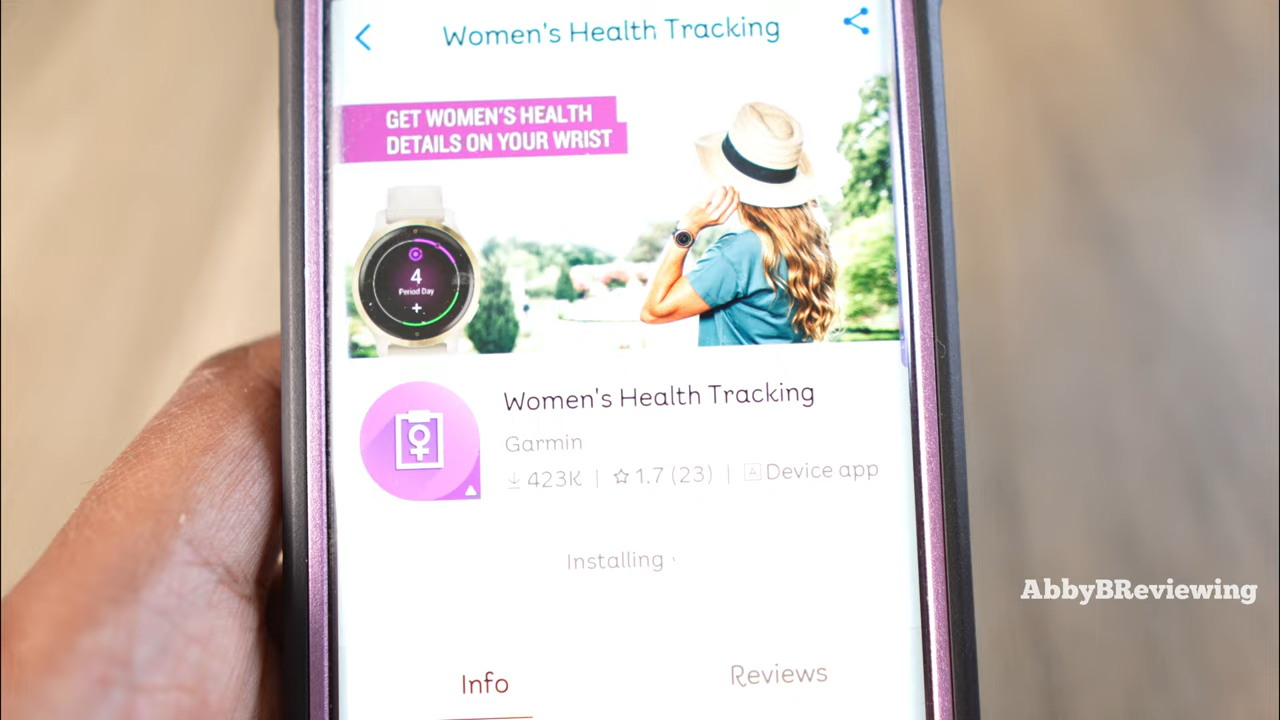 Women's Health Tracking
GET WOMEN'S HEALTH
DETAILS ON YOUR WRIST
4
Period Day
+
Women's Health Tracking
Garmin
423K | 1.7 (23) | A Device app
Installing
AbbyBReviewing
Info
Reviews